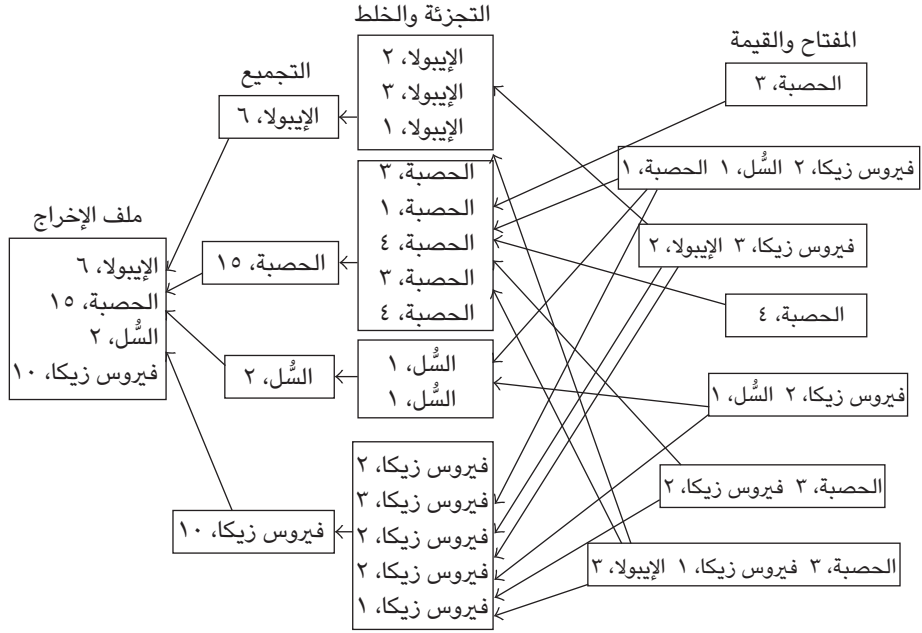 المفتاح والقيمة
الحصبة، ٣
فيروس زيكا، ٢ السُّل، ١ الحصبة، ١
فيروس زيكا، ٣ الإيبولا، ٢
الحصبة، ٤
فيروس زيكا، ٢ السُّل، ١
الحصبة، ٣ فيروس زيكا، ٢
الحصبة، ٣ فيروس زيكا، ١ الإيبولا، ٣
التجزئة والخلط
الإيبولا، ٢
الإيبولا، ٣
الإيبولا، ١
الحصبة، ٣
الحصبة، ١
الحصبة، ٤
الحصبة، ٣
الحصبة، ٤
السُّل، ١
السُّل، ١
فيروس زيكا، ٢
فيروس زيكا، ٣
فيروس زيكا، ٢
فيروس زيكا، ٢
فيروس زيكا، ١
التجميع
الإيبولا، ٦
الحصبة، ١٥
السُّل، ٢
فيروس زيكا، ١٠
ملف الإخراج
الإيبولا، ٦
الحصبة، ١٥
السُّل، ٢
فيروس زيكا، ١٠